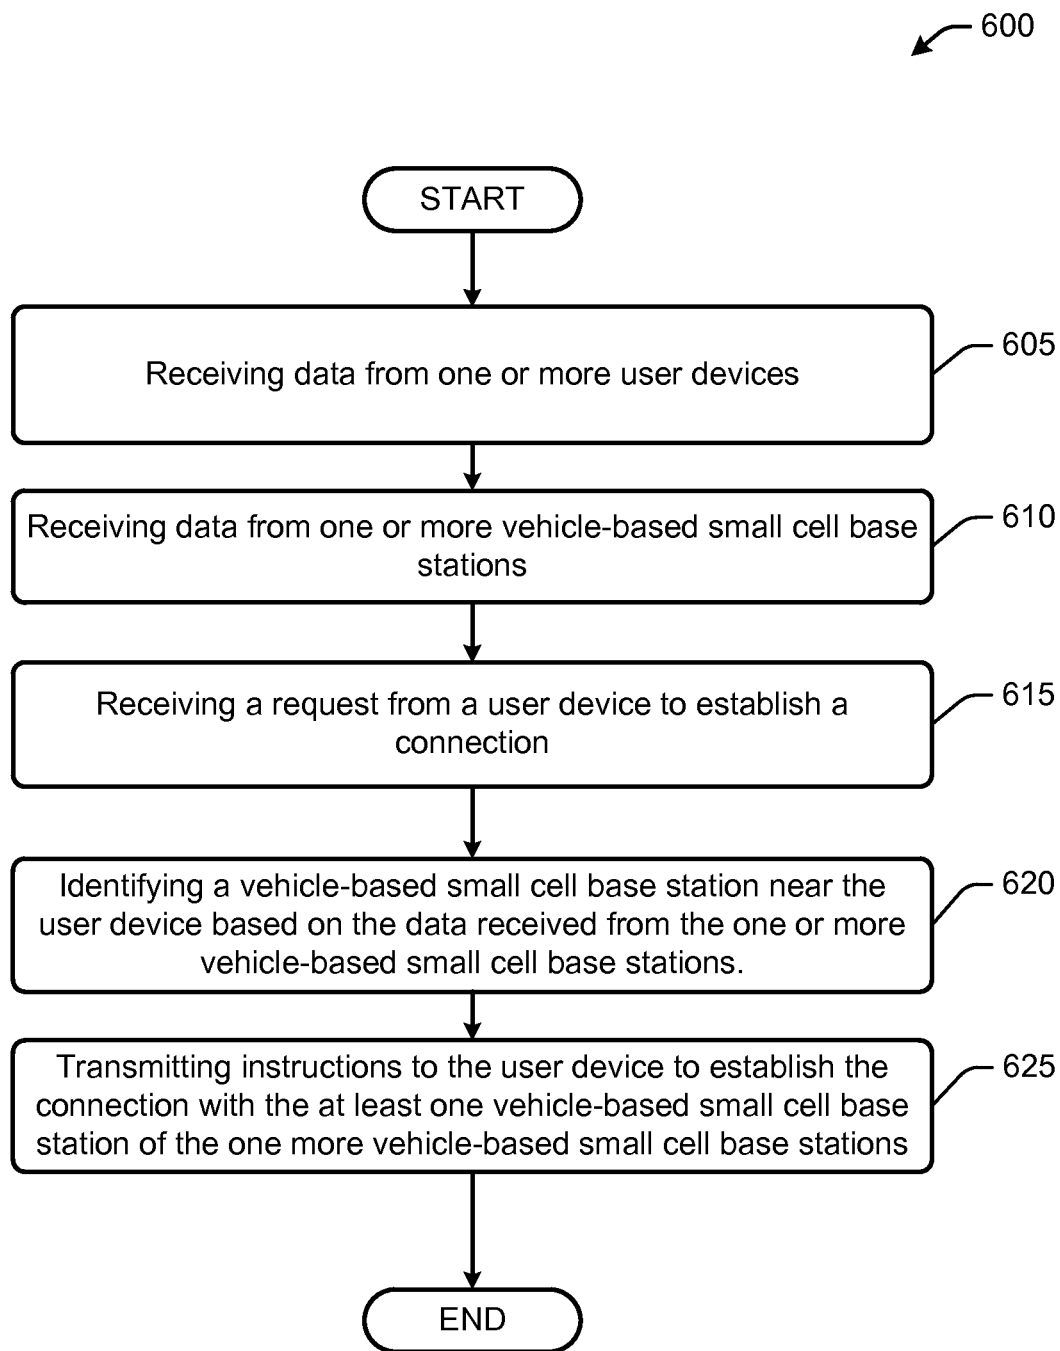 600
START
Receiving data from one or more user devices
605
Receiving data from one or more vehicle-based small cell base
stations
610
Receiving a request from a user device to establish a
connection
615
Identifying a vehicle-based small cell base station near the
user device based on the data received from the one or more
vehicle-based small cell base stations.
620
Transmitting instructions to the user device to establish the
connection with the at least one vehicle-based small cell base
station of the one more vehicle-based small cell base stations
625
END